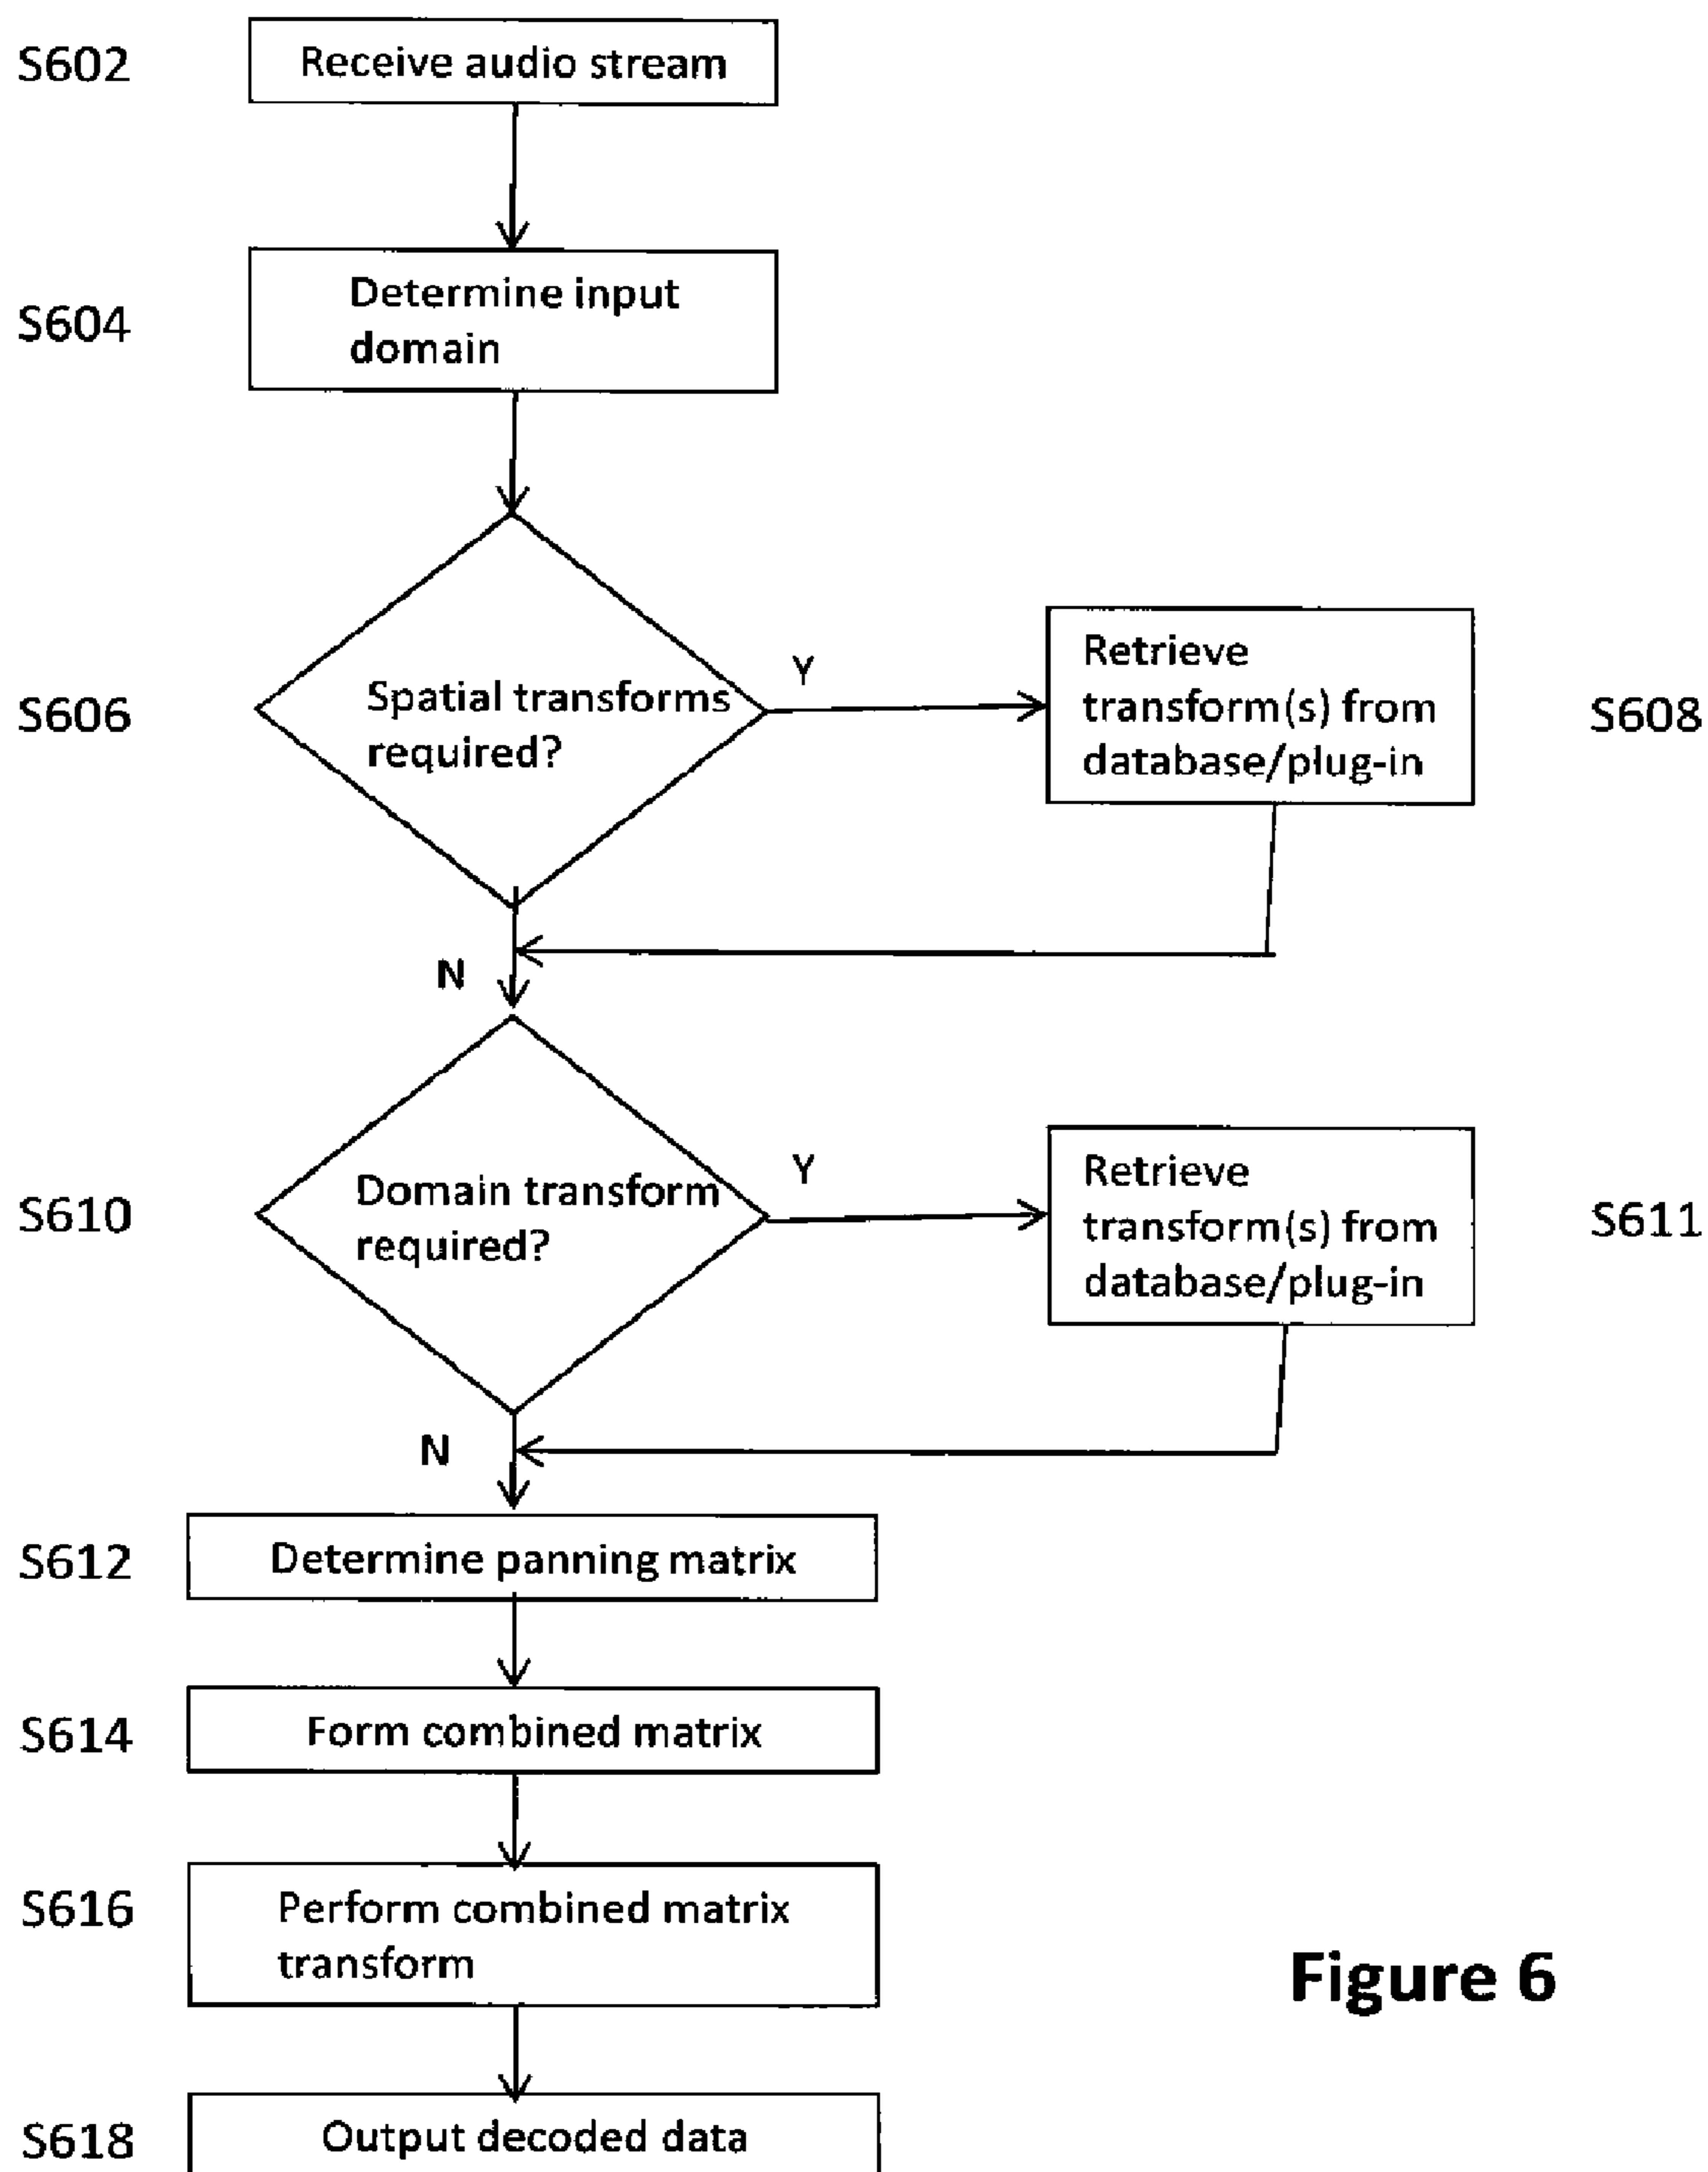 S602
Receive audio stream
S604
Determine input
domain
S606
Spatial transforms
required?
Y
Retrieve
transform(s) from
database/plug-in
S608
N
S610
Domain transform
required?
Y
Retrieve
transform(s) from
database/plug-in
S611
N
S612
Determine panning matrix
S614
Form combined matrix
S616
Perform combined matrix
transform
Figure 6
S618
Output decoded data